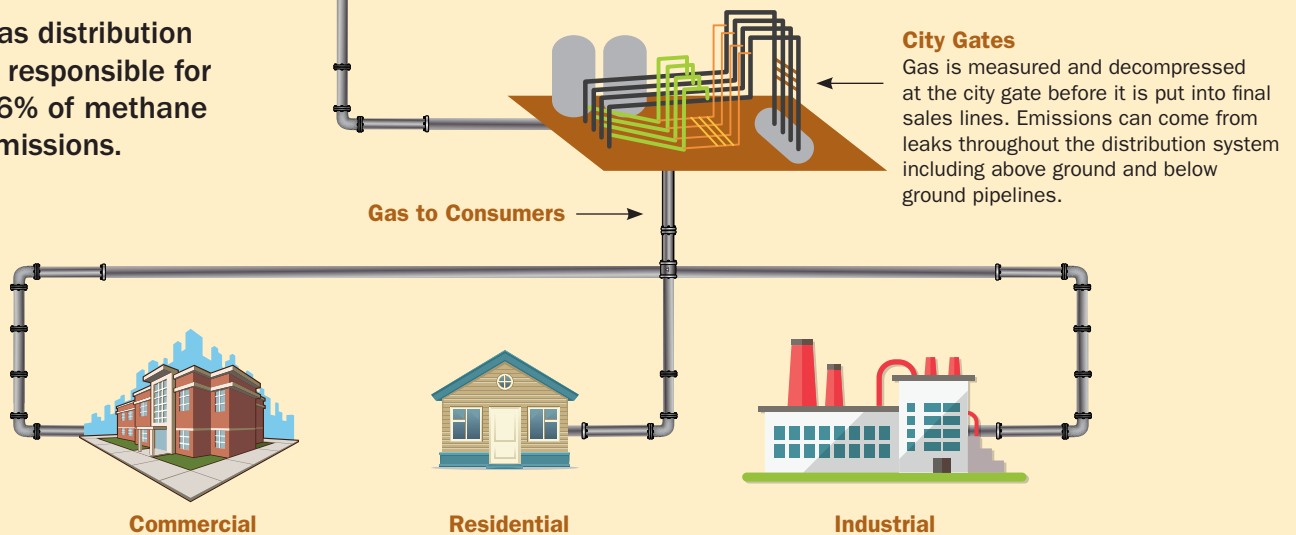 as distribution
responsible for
6% of methane
missions.
City Gates
Gas is measured and decompressed
at the city gate before it is put into final
sales lines. Emissions can come from
leaks throughout the distribution system
including above ground and below
ground pipelines.
Gas to Consumers
Commercial
Residential
Industrial